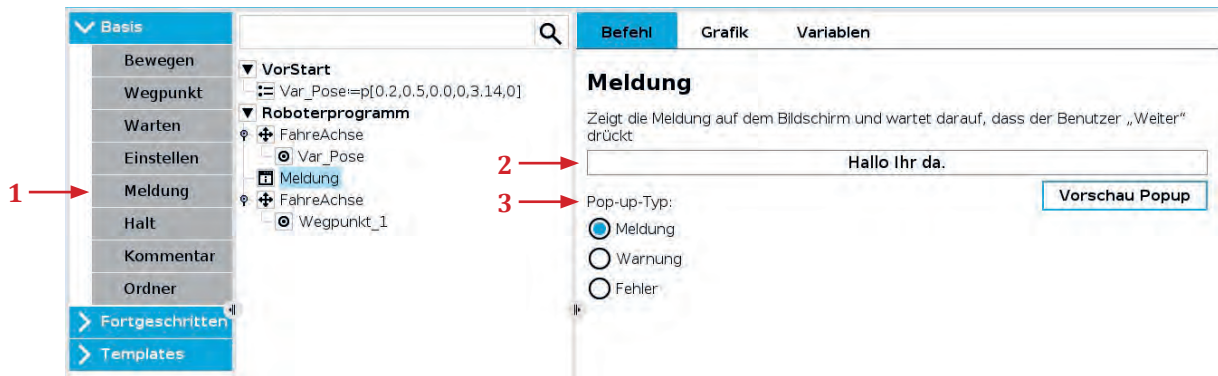 Basis
Bewegen
Wegpunkt
Warten
Einstellen
Meldung
Halt
Kommentar
Ordner
Fortgeschritten
Templates
1
VorStart
Var_Pose:=p[0.2,0.5,0.0,0,3.14,0]
Roboterprogramm
FahreAchse
Var_Pose
Meldung
FahreAchse
Wegpunkt_1
Befehl Grafik Variablen
Meldung
Zeigt die Meldung auf dem Bildschirm und wartet darauf, dass der Benutzer „Weiter“
drückt
2
Hallo Ihr da.
Vorschau Popup
3
Pop-up-Typ:
Meldung
Warnung
Fehler